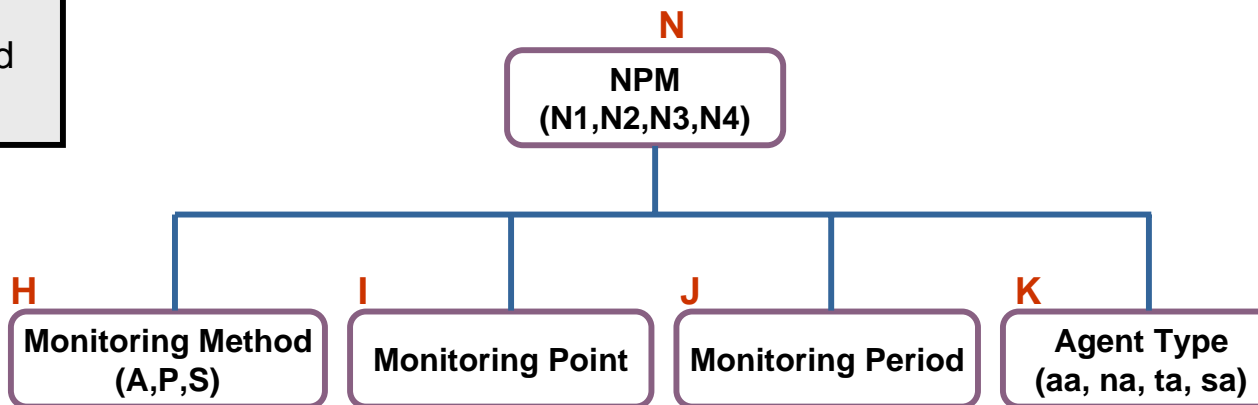 d
N
NPM
(N1,N2,N3,N4)
H
I
J
K
Monitoring Method
(A,P,S)
Monitoring Point
Monitoring Period
Agent Type
(aa, na, ta, sa)